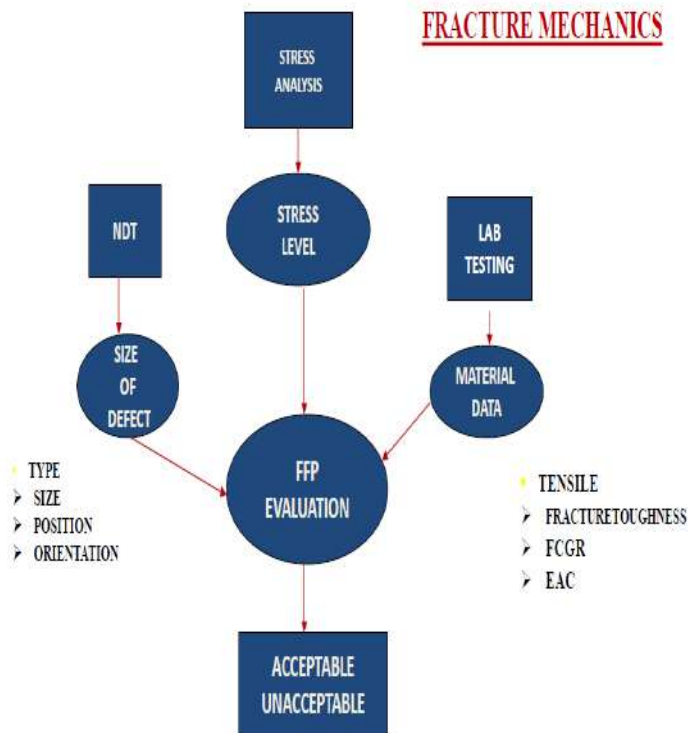 FRACTURE MECHANICS
STRESS
ANALYSIS
NDT
STRESS
LEVEL
LAB
TESTING
SIZE
OF
DEFECT
MATERIAL
DATA
FFP
EVALUATION
TYPE
SIZE
POSITION
ORIENTATION
TENSILE
FRACTURETOUGHNESS
FCGR
EAC
ACCEPTABLE
UNACCEPTABLE